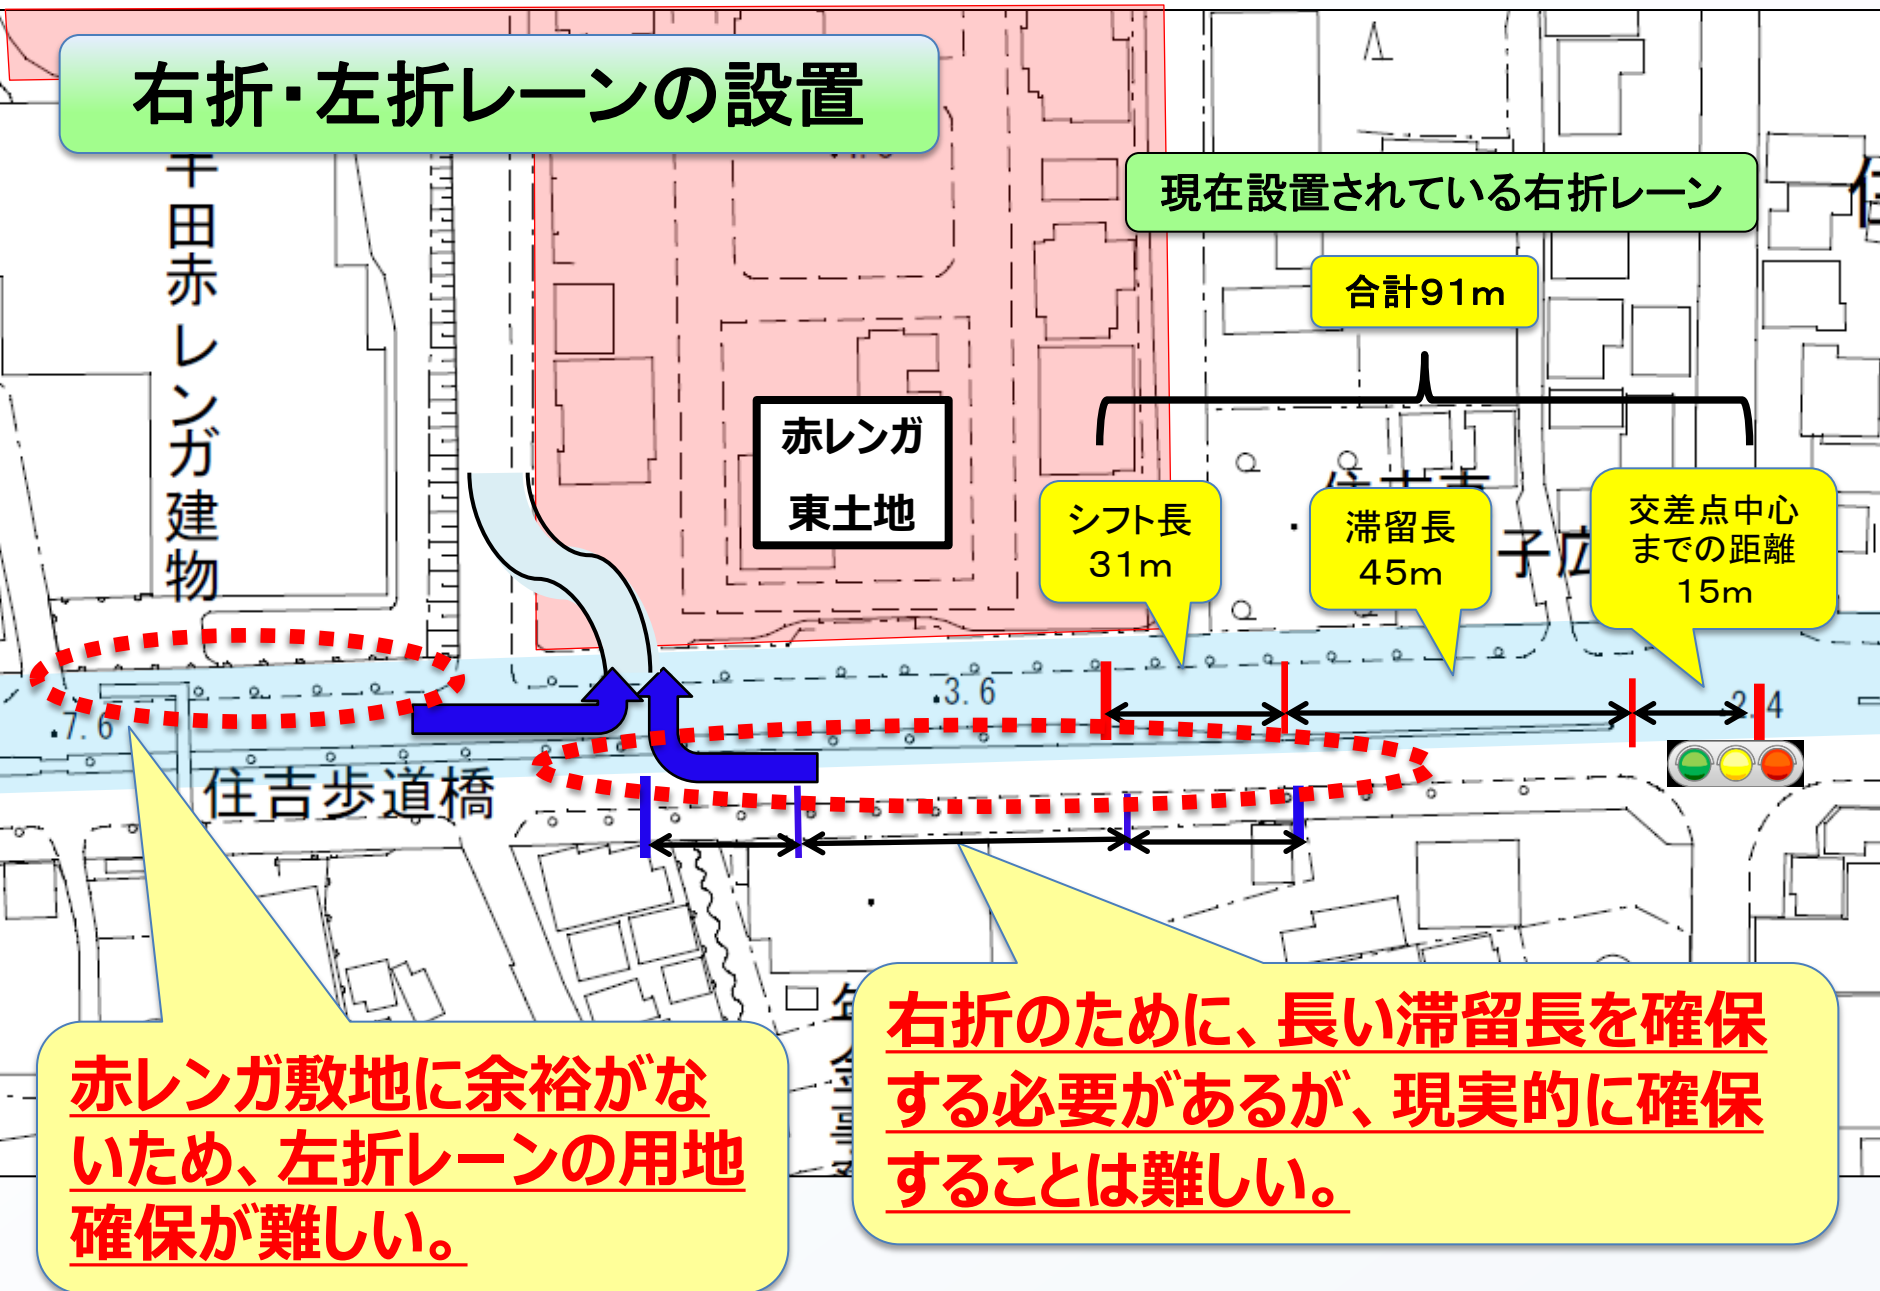 右折・左折レーンの設置
現在設置されている右折レーン
合計91m
半田赤レンガ建物
赤レンガ
東土地
シフト長
31m
滞留長
45m
交差点中心
までの距離
15m
子広
.7.6
.3.6
2.4
住吉歩道橋
赤レンガ敷地に余裕がな
いため、左折レーンの用地
確保が難しい。
右折のために、長い滞留長を確保
する必要があるが、現実的に確保
することは難しい。